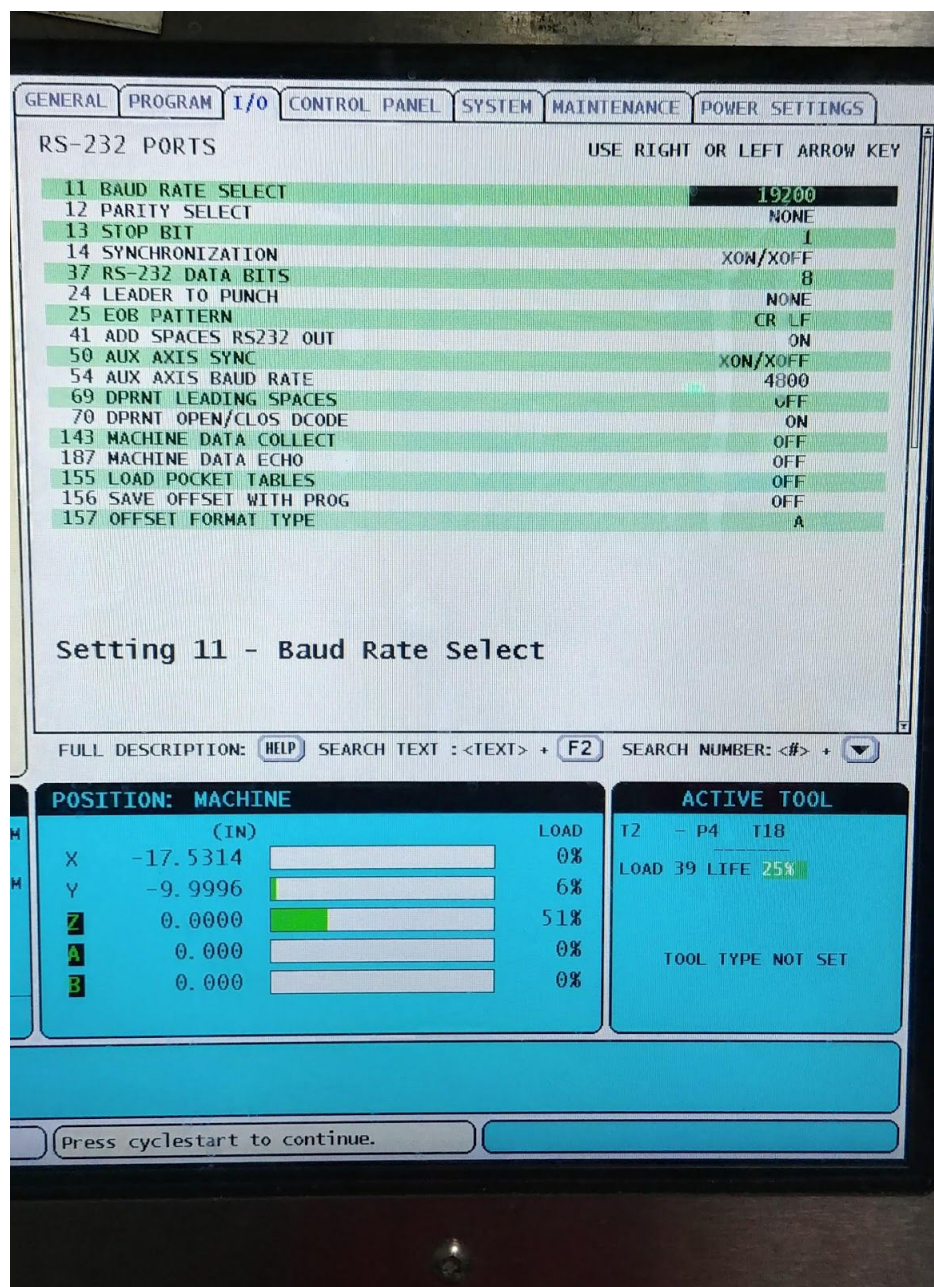 GENERAL PROGRAM I/O CONTROL PANEL SYSTEM MAINTENANCE POWER SETTINGS
RS-232 PORTS USE RIGHT OR LEFT ARROW KEY
11 BAUD RATE SELECT 19200
12 PARITY SELECT NONE
13 STOP BIT 1
14 SYNCHRONIZATION XON/XOFF
37 RS-232 DATA BITS 8
24 LEADER TO PUNCH NONE
25 EOB PATTERN CR LF
41 ADD SPACES RS232 OUT ON
50 AUX AXIS SYNC XON/XOFF
54 AUX AXIS BAUD RATE 4800
69 DPRNT LEADING SPACES OFF
70 DPRNT OPEN/CLOS DCODE ON
143 MACHINE DATA COLLECT OFF
187 MACHINE DATA ECHO OFF
155 LOAD POCKET TABLES OFF
156 SAVE OFFSET WITH PROG OFF
157 OFFSET FORMAT TYPE A
Setting 11 - Baud Rate Select
FULL DESCRIPTION: HELP SEARCH TEXT :<TEXT> + F2 SEARCH NUMBER: <#> +
POSITION: MACHINE
(IN) LOAD
X -17.5314 0%
Y -9.9996 6%
Z 0.0000 51%
A 0.000 0%
B 0.000 0%
ACTIVE TOOL
T2 - P4 T18
LOAD 39 LIFE 25%
TOOL TYPE NOT SET
M
M
Press cyclestart to continue.